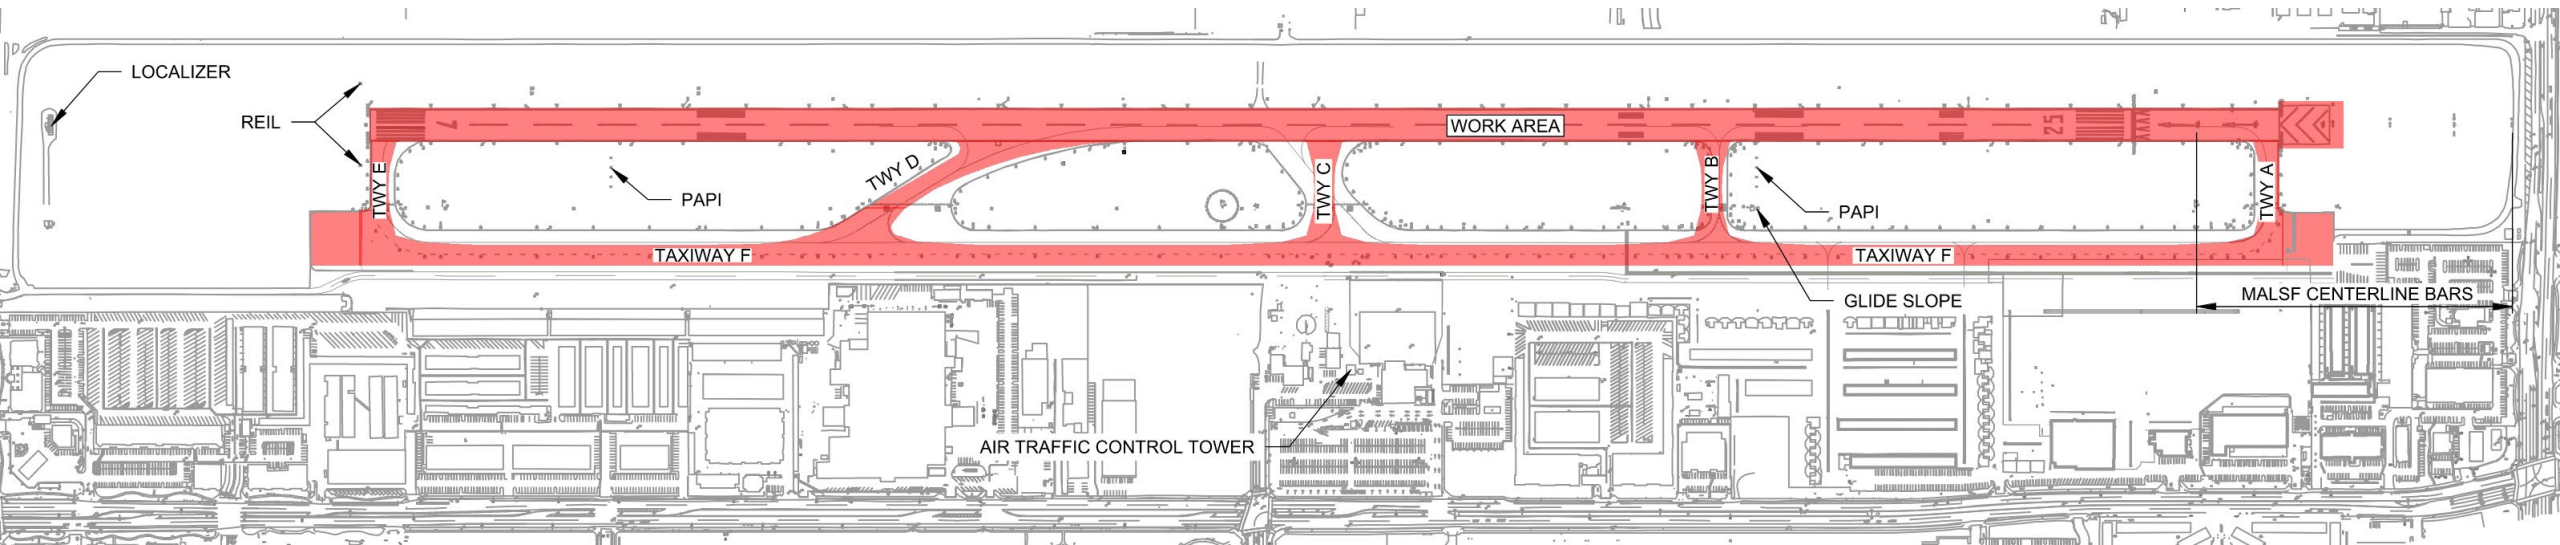 LOCALIZER
REIL
7
WORK AREA
25
TWY E
TWY D
TWY C
TWY B
TWY A
PAPI
PAPI
TAXIWAY F
TAXIWAY F
GLIDE SLOPE
MALSF CENTERLINE BARS
AIR TRAFFIC CONTROL TOWER